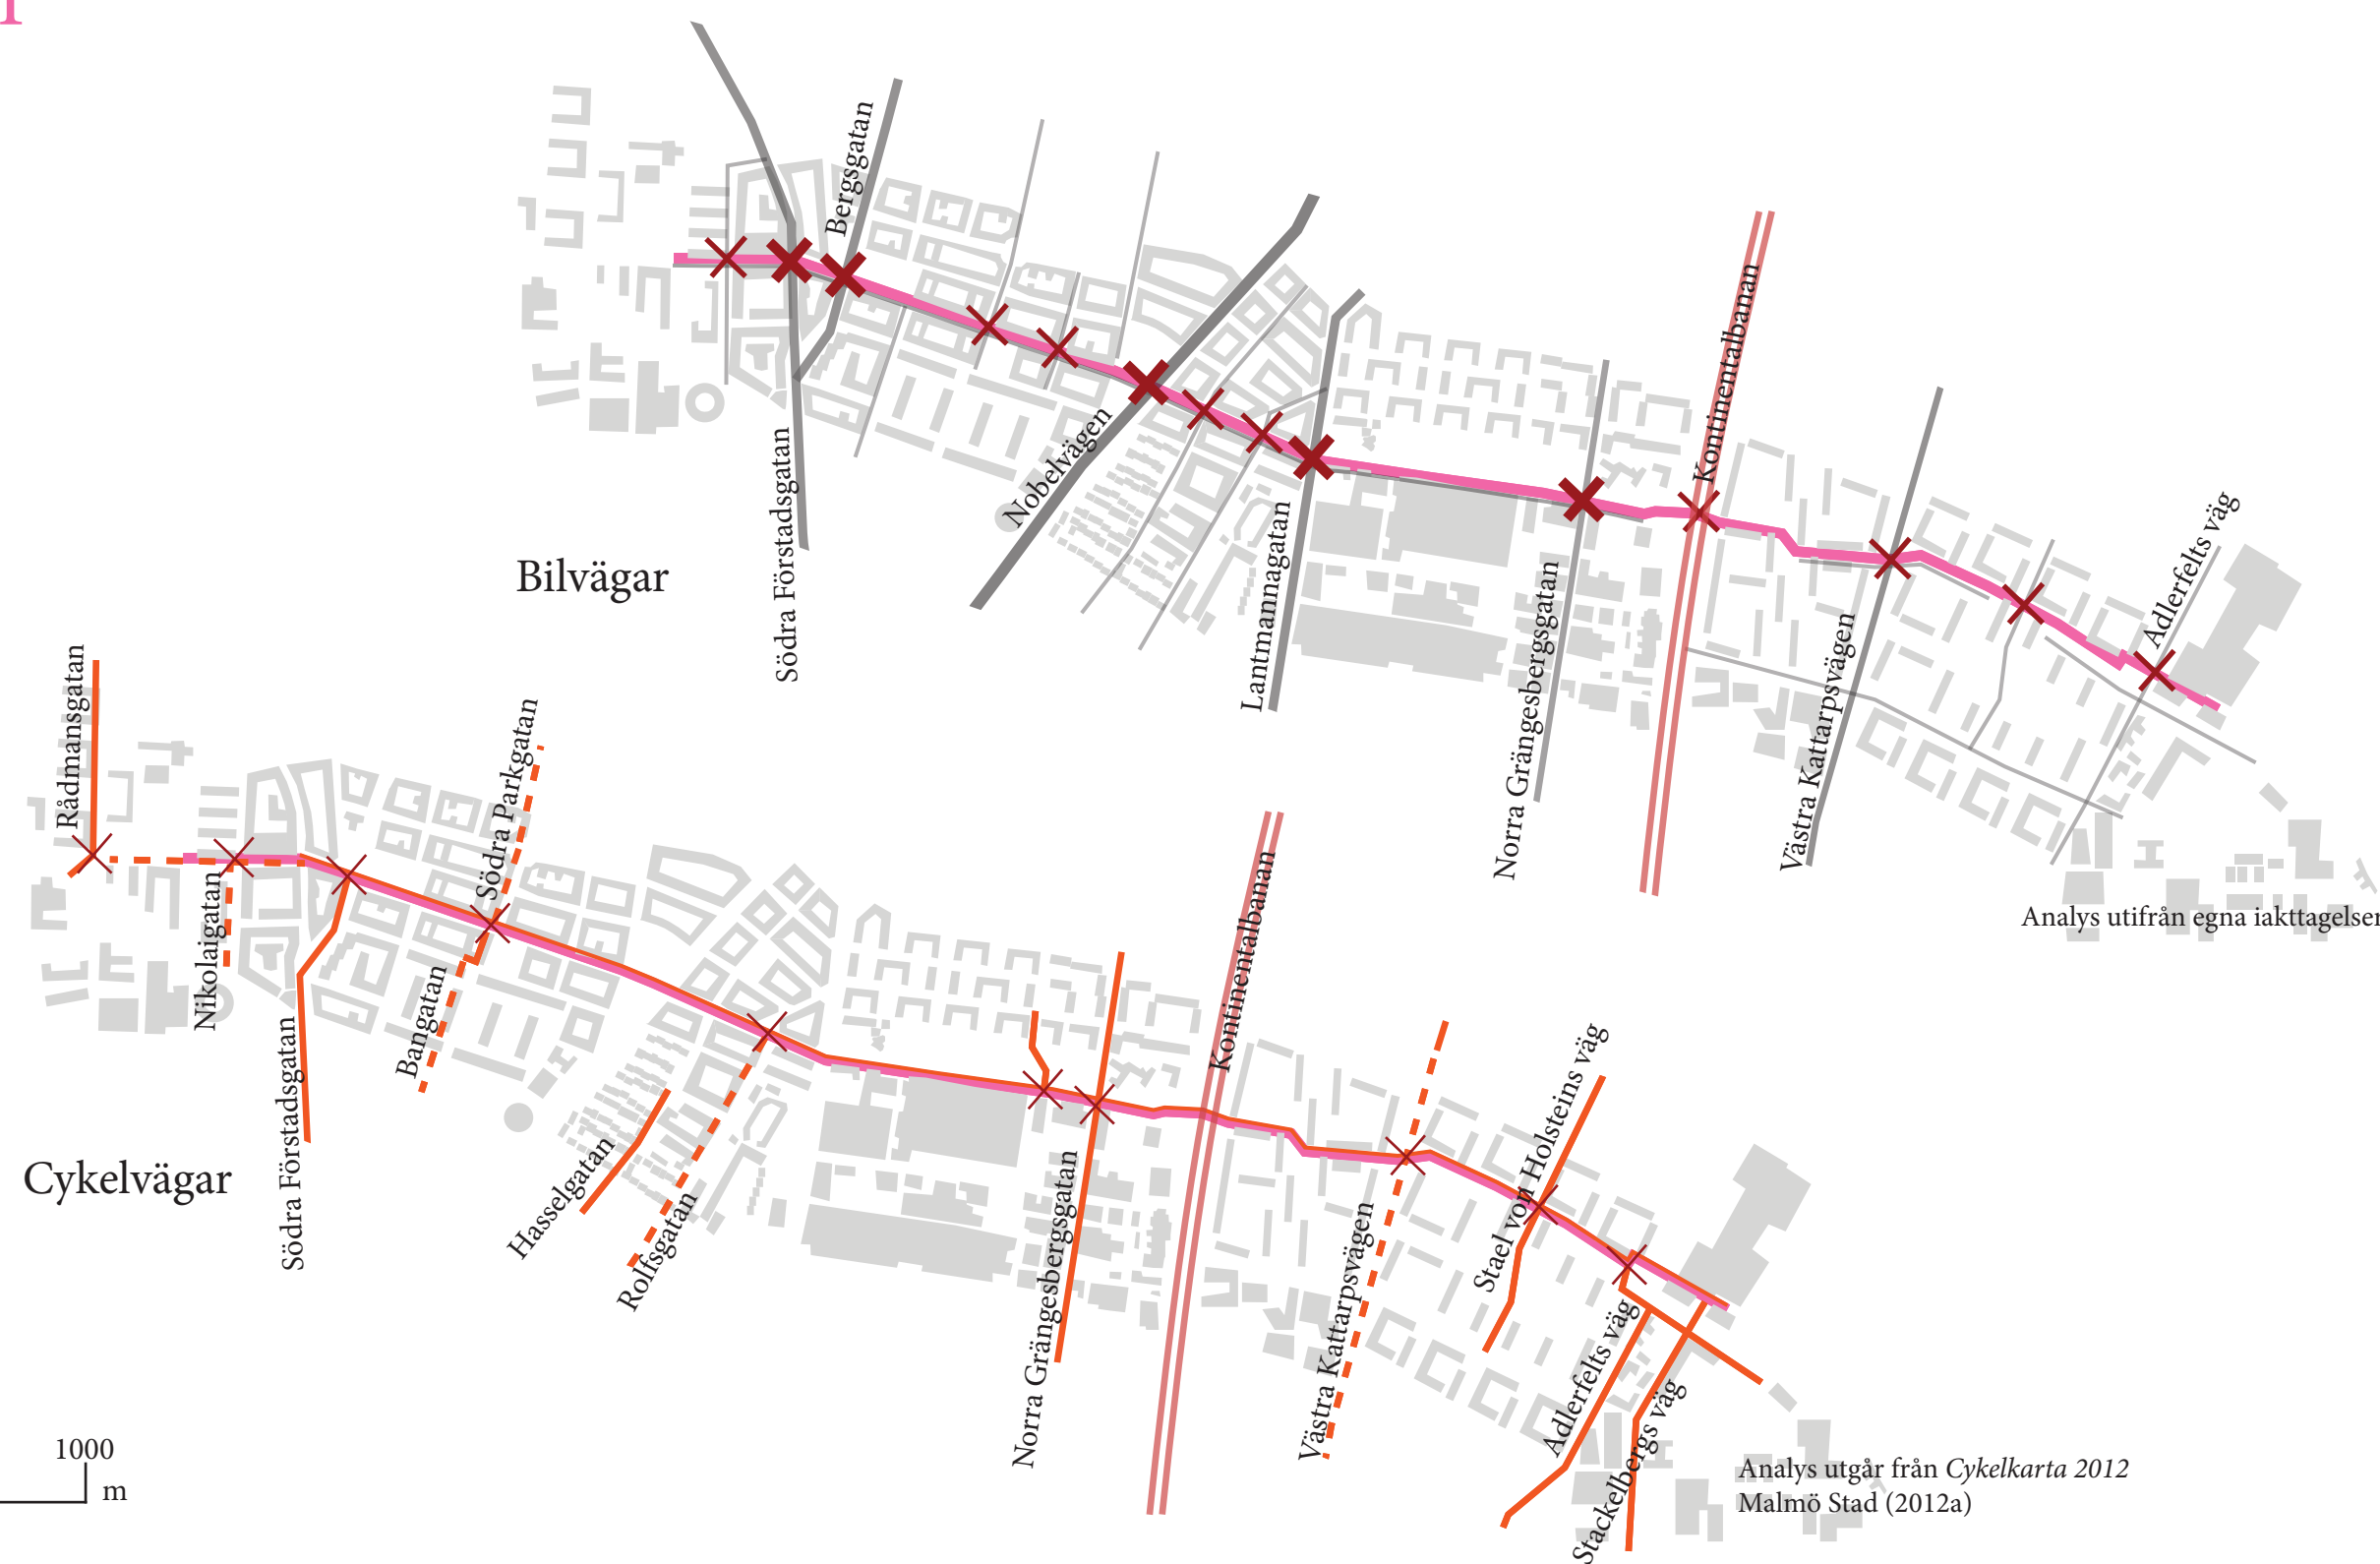 Bergsgatan
Kontinentalbanan
Nobelvägen
Södra Förstadsgatan
Lantmannagatan
Norra Grängesbergsgatan
Västra Kattarpsvägen
Adlerfelts väg
Bilvägar
Analys utifrån egna iakttagelser
Rådmansgatan
Södra Parkgatan
Nikolaigatan
Södra Förstadsgatan
Bangatan
Hasselgatan
Rolfsgatan
Kontinentalbanan
Norra Grängesbergsgatan
Västra Kattarpsvägen
Stael von Holsteins väg
Adlerfelts väg
Stackelbergs väg
Cykelvägar
1000
m
Analys utgår från Cykelkarta 2012
Malmö Stad (2012a)